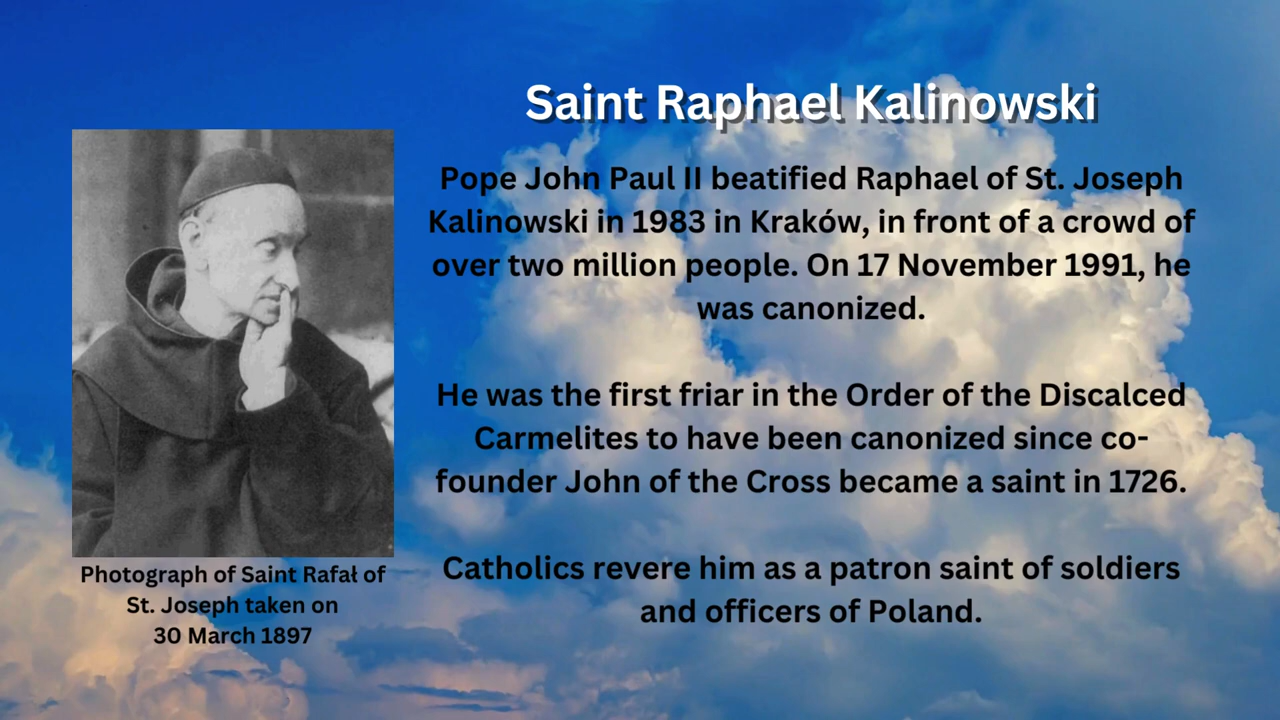 Saint Raphael Kalinowski
Pope John Paul II beatified Raphael of St. Joseph
Kalinowski in 1983 in Kraków, in front of a crowd of
over two million people. On 17 November 1991, he
was canonized.
He was the first friar in the Order of the Discalced
Carmelites to have been canonized since co-
founder John of the Cross became a saint in 1726.
Catholics revere him as a patron saint of soldiers
and officers of Poland.
Photograph of Saint Rafał of
St. Joseph taken on
30 March 1897